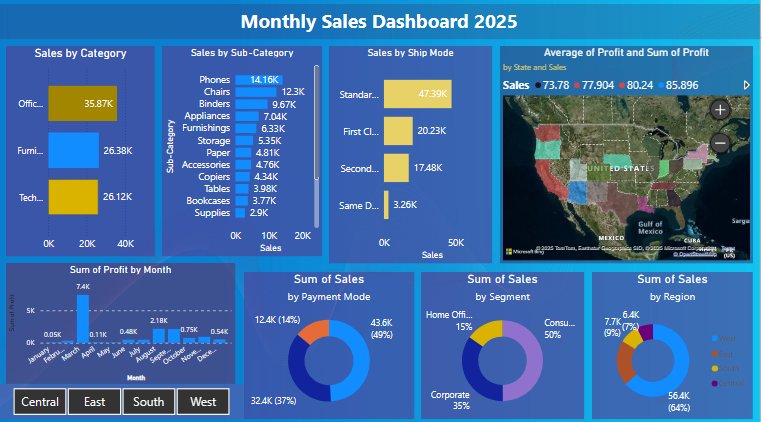 Monthly Sales Dashboard 2025
Sales by Category
Offic...
35.87K
Furni...
26.38K
Tech...
26.12K
0K
20K
40K
Sales by Sub-Category
Sub-Category
Phones
14.16K
Chairs
12.3K
Binders
9.67K
Appliances
7.04K
Furnishings
6.33K
Storage
5.35K
Paper
4.81K
Accessories
4.76K
Copiers
4.34K
Tables
3.98K
Bookcases
3.77K
Supplies
2.9K
0K
10K
20K
Sales
Sales by Ship Mode
Standar...
47.39K
First Cl...
20.23K
Second...
17.48K
Same D...
3.26K
0K
50K
Sales
Average of Profit and Sum of Profit
by State and Sales
Sales
73.78
77.904
80.24
85.896
+
−
UNITED STATES
Gulf of
Mexico
MEXICO
CUBA
Sarga
PR
(US)
Microsoft Bing
© 2025 TomTom, Earthstar Geographics SIO, © 2025 Microsoft Corporation Terms
© OpenStreetMap
Sum of Profit by Month
Sum of Profit
5K
0K
0.05K
7.4K
0.11K
0.48K
2.18K
0.75K
0.54K
January
Febru...
March
April
May
June
July
August
Septe...
October
Nove...
Dece...
Month
Central
East
South
West
Sum of Sales
by Payment Mode
12.4K (14%)
43.6K
(49%)
32.4K (37%)
Sum of Sales
by Segment
Home Offi...
15%
Consu...
50%
Corporate
35%
Sum of Sales
by Region
7.7K
(9%)
6.4K
(7%)
56.4K
(64%)
West
East